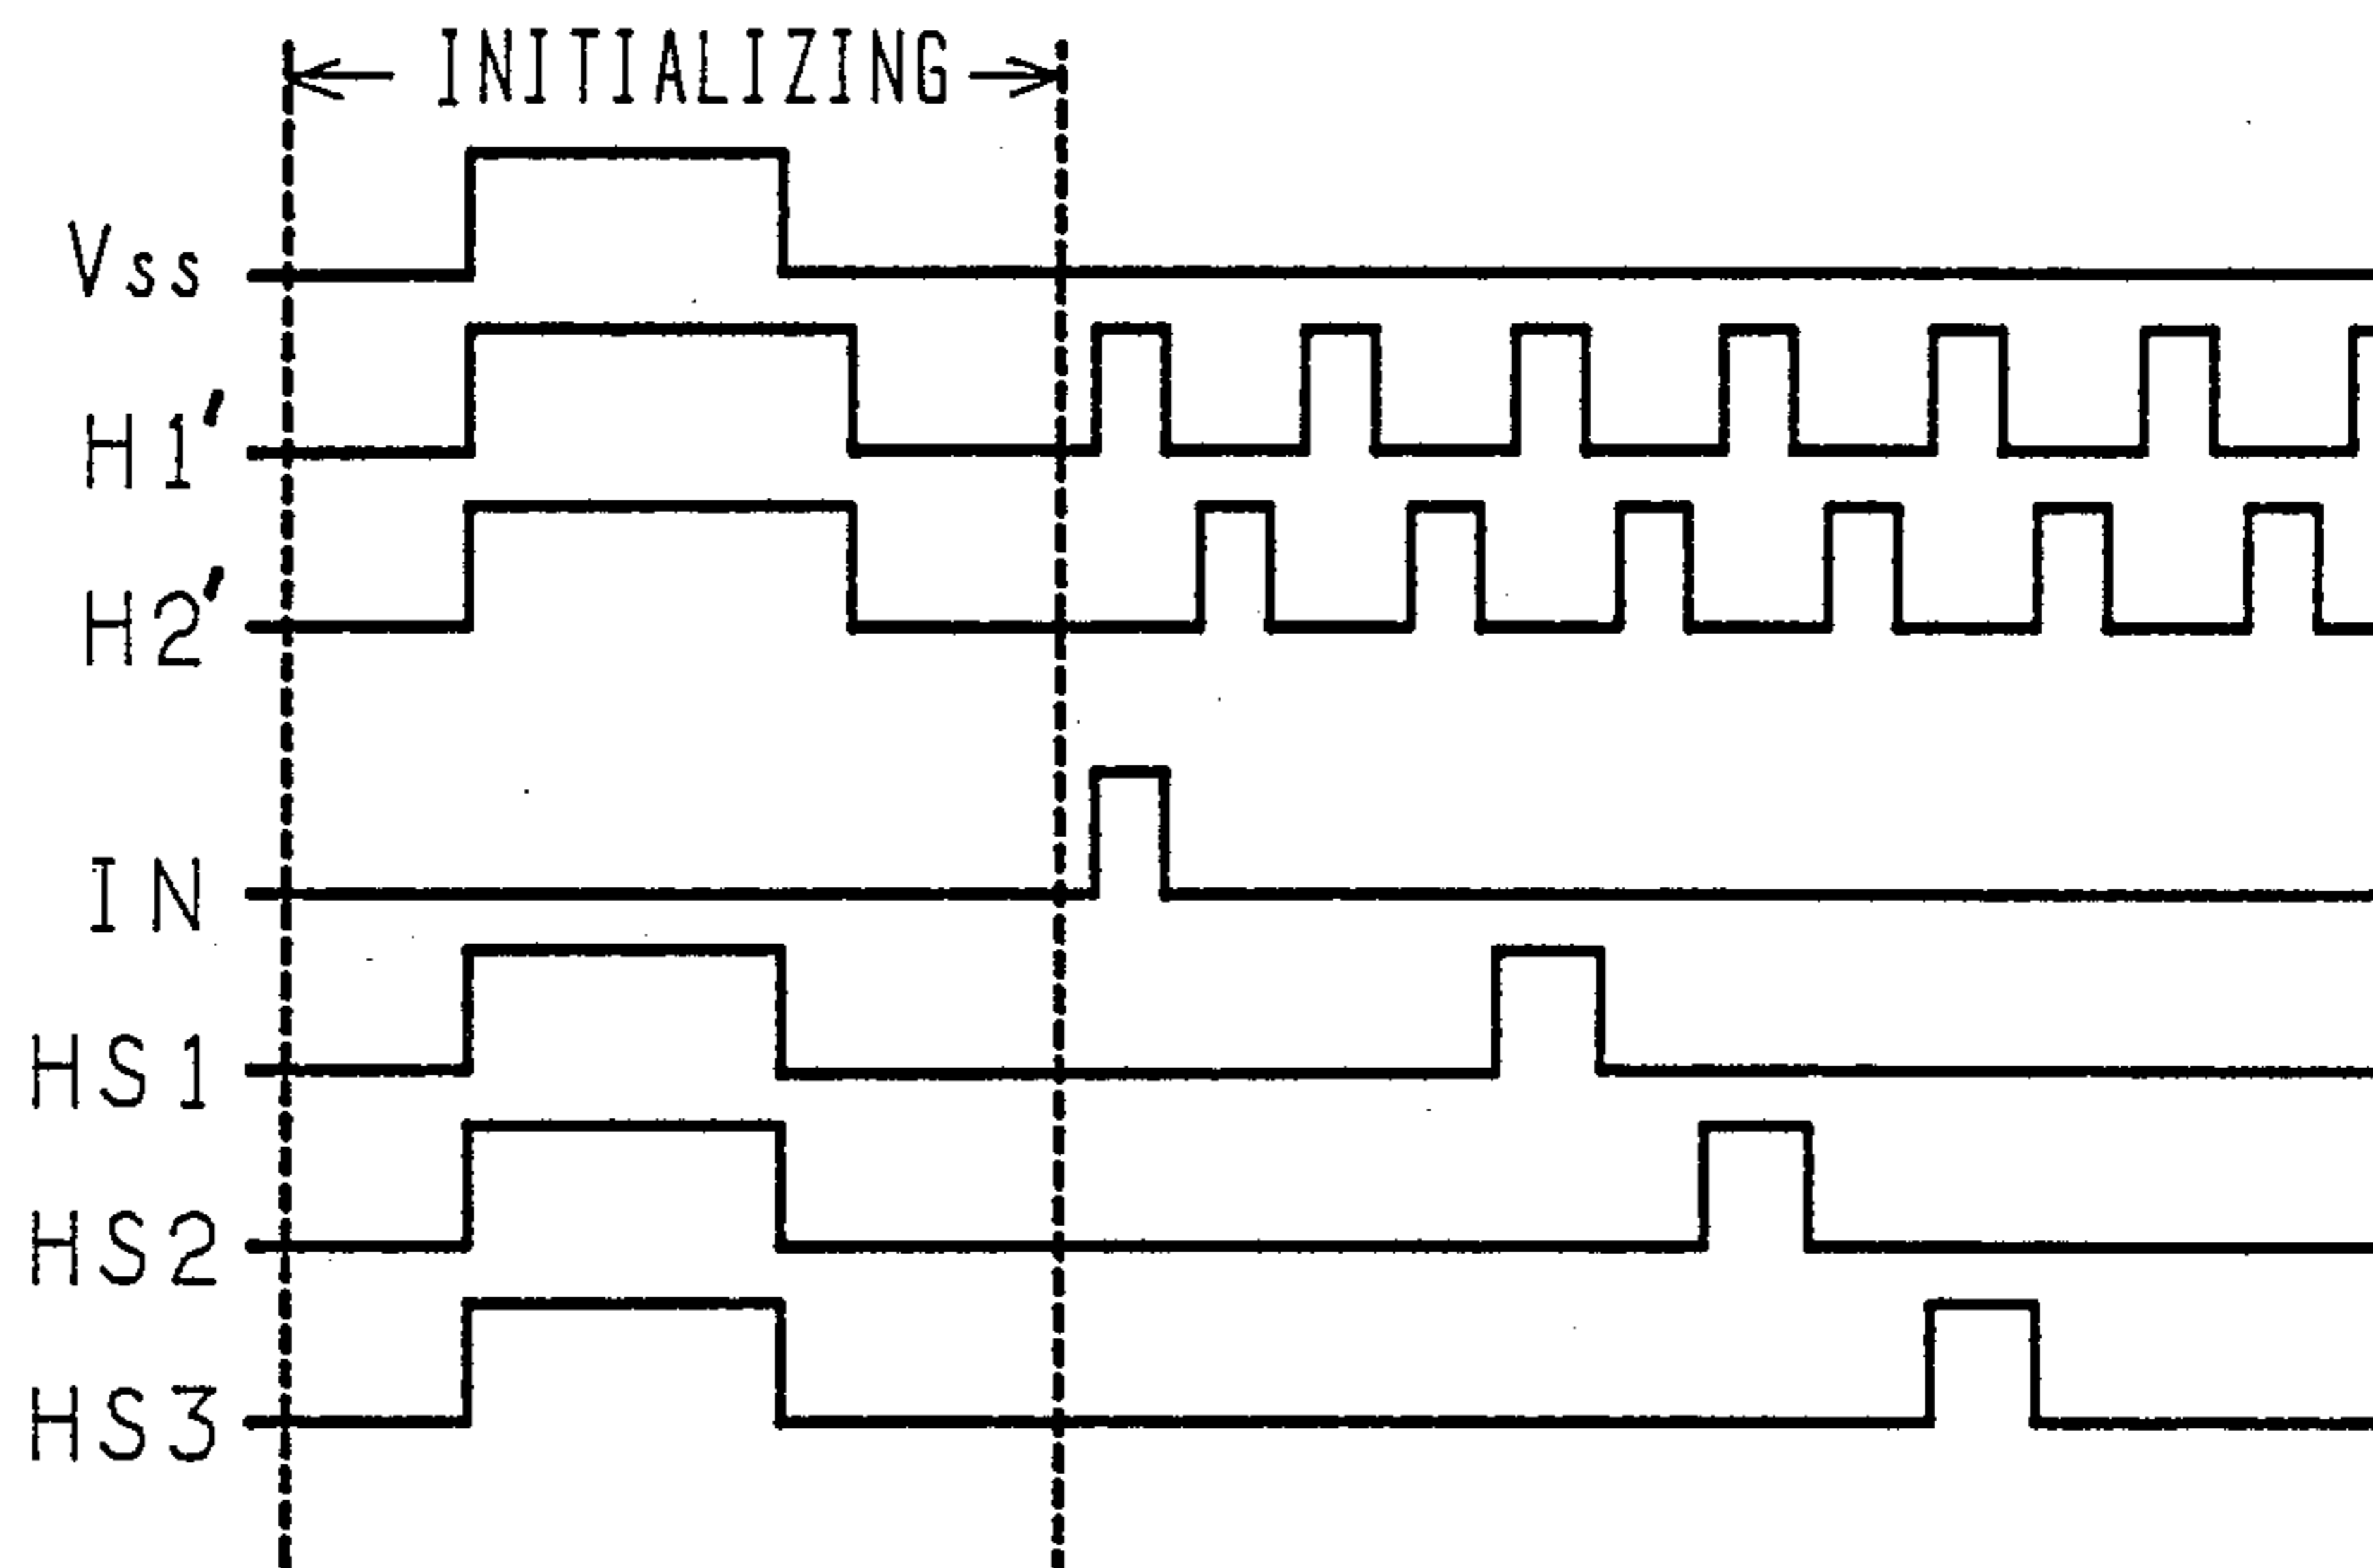 INITIALIZING
Vss
H1'
H2'
IN
HS1
HS2
HS3